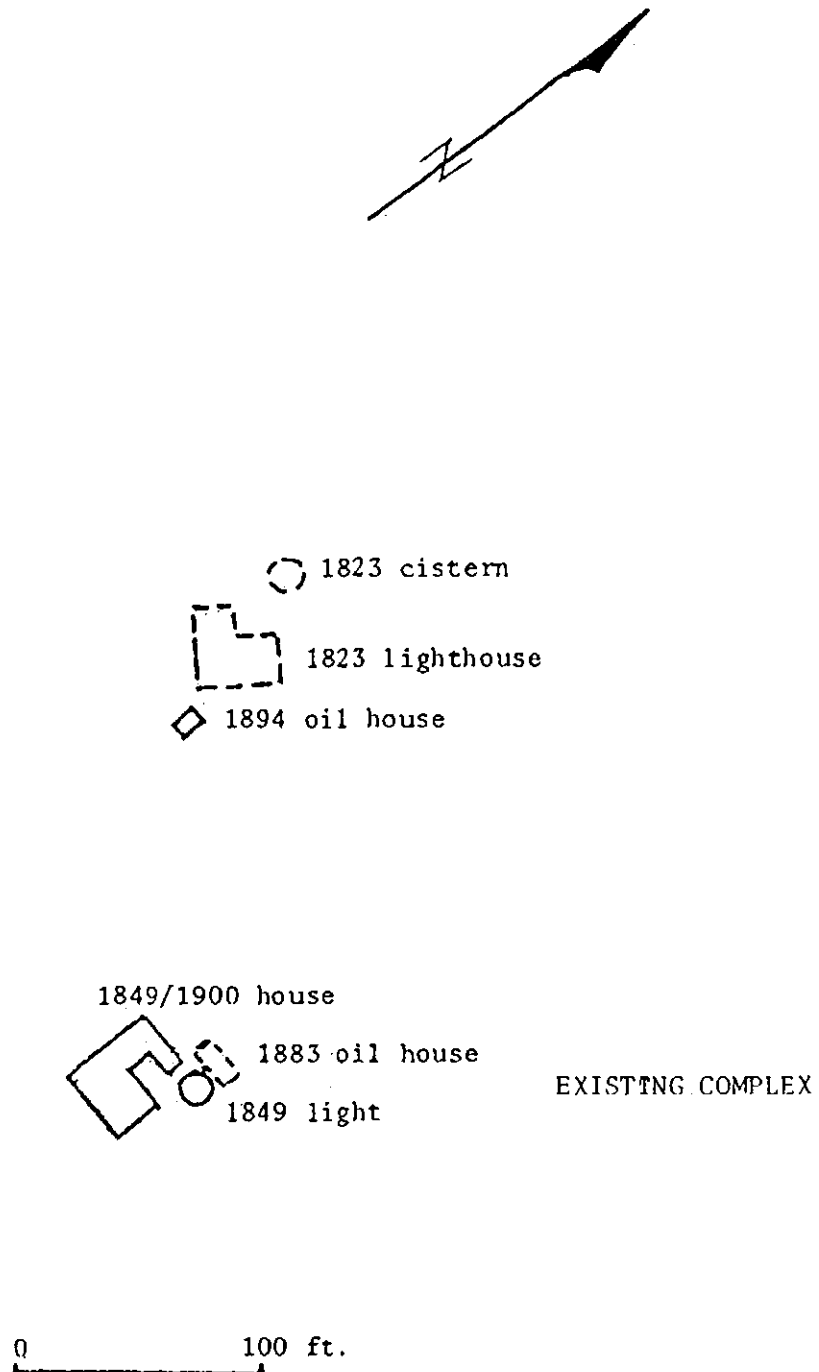 N
1823 cistern
1823 lighthouse
1894 oil house
1849/1900 house
1883 oil house
EXISTING COMPLEX
1849 light
0 100 ft.